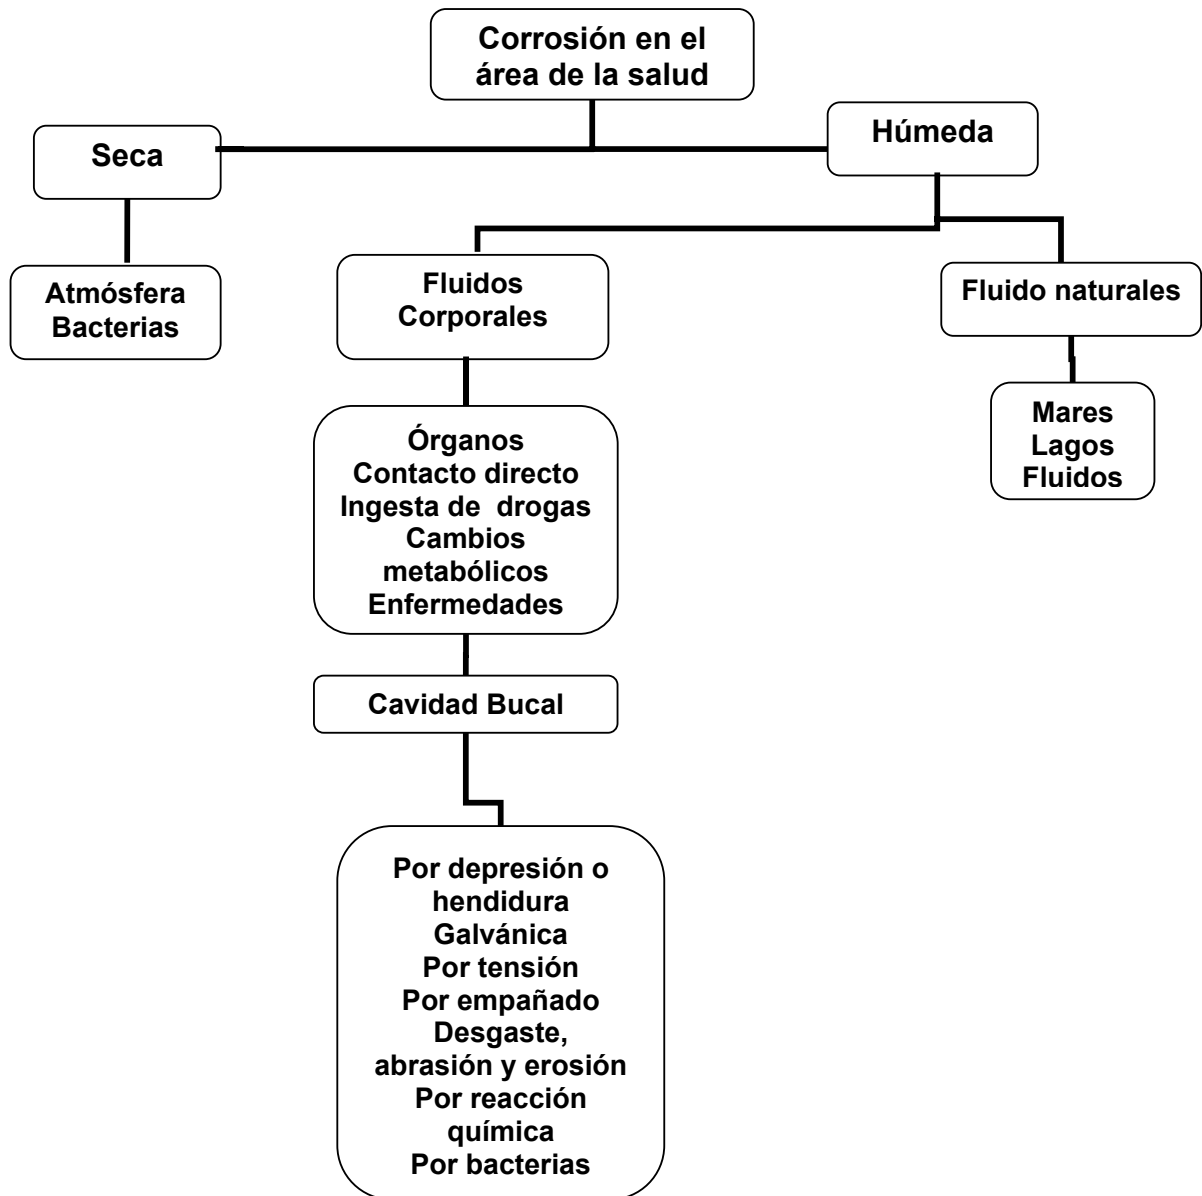 Corrosión en el
área de la salud
Seca
Húmeda
Atmósfera
Bacterias
Fluidos
Corporales
Fluido naturales
Órganos
Contacto directo
Ingesta de drogas
Cambios
metabólicos
Enfermedades
Mares
Lagos
Fluidos
Cavidad Bucal
Por depresión o
hendidura
Galvánica
Por tensión
Por empañado
Desgaste,
abrasión y erosión
Por reacción
química
Por bacterias